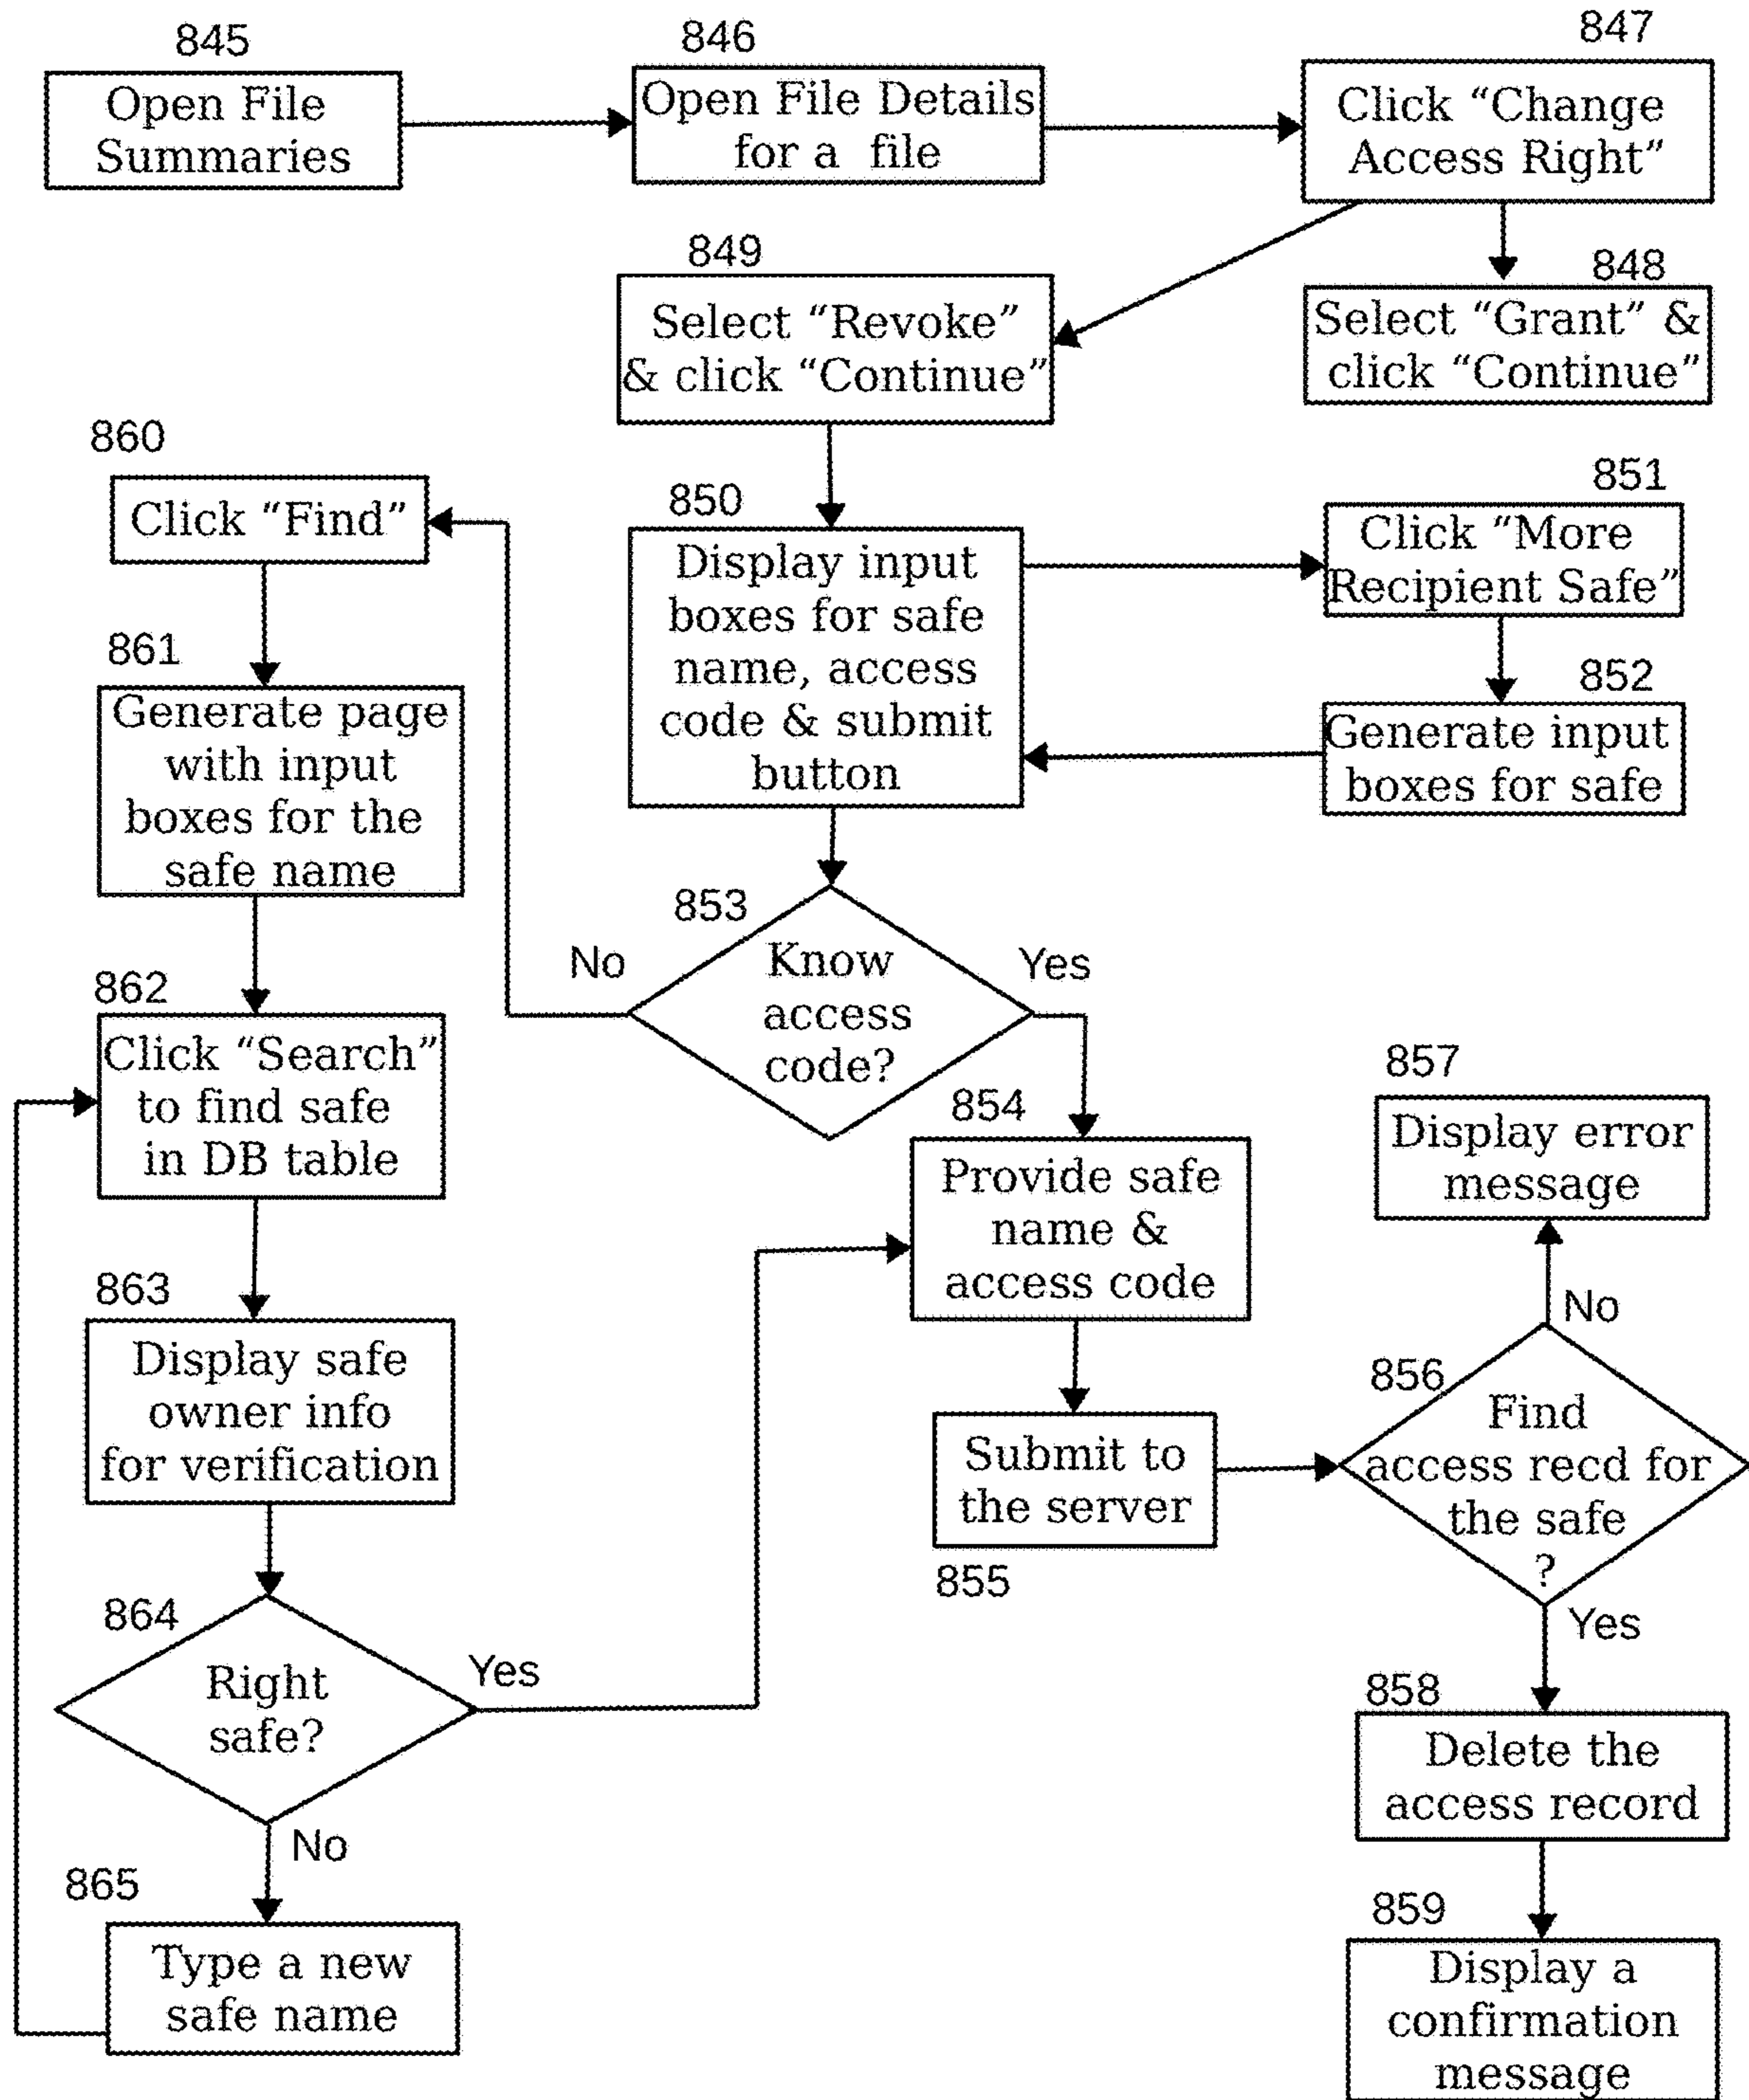 845
Open File
Summaries
846
Open File Details
for a file
847
Click “Change
Access Right”
849
Select “Revoke”
& click “Continue”
848
Select “Grant” &
click “Continue”
860
Click “Find”
850
Display input
boxes for safe
name, access
code & submit
button
851
Click “More
Recipient Safe”
852
Generate input
boxes for safe
861
Generate page
with input
boxes for the
safe name
853
Know
access
code?
No
Yes
862
Click “Search”
to find safe
in DB table
854
Provide safe
name &
access code
857
Display error
message
863
Display safe
owner info
for verification
855
Submit to
the server
856
Find
access recd for
the safe
?
No
Yes
864
Right
safe?
Yes
No
858
Delete the
access record
865
Type a new
safe name
859
Display a
confirmation
message